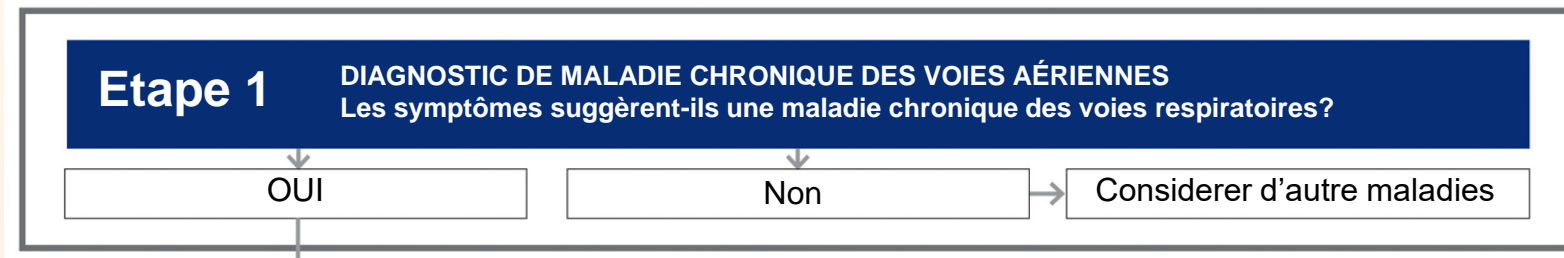 Etape 1
DIAGNOSTIC DE MALADIE CHRONIQUE DES VOIES AÉRIENNES
Les symptômes suggèrent-ils une maladie chronique des voies respiratoires?
OUI
Non
Considerer d'autre maladies